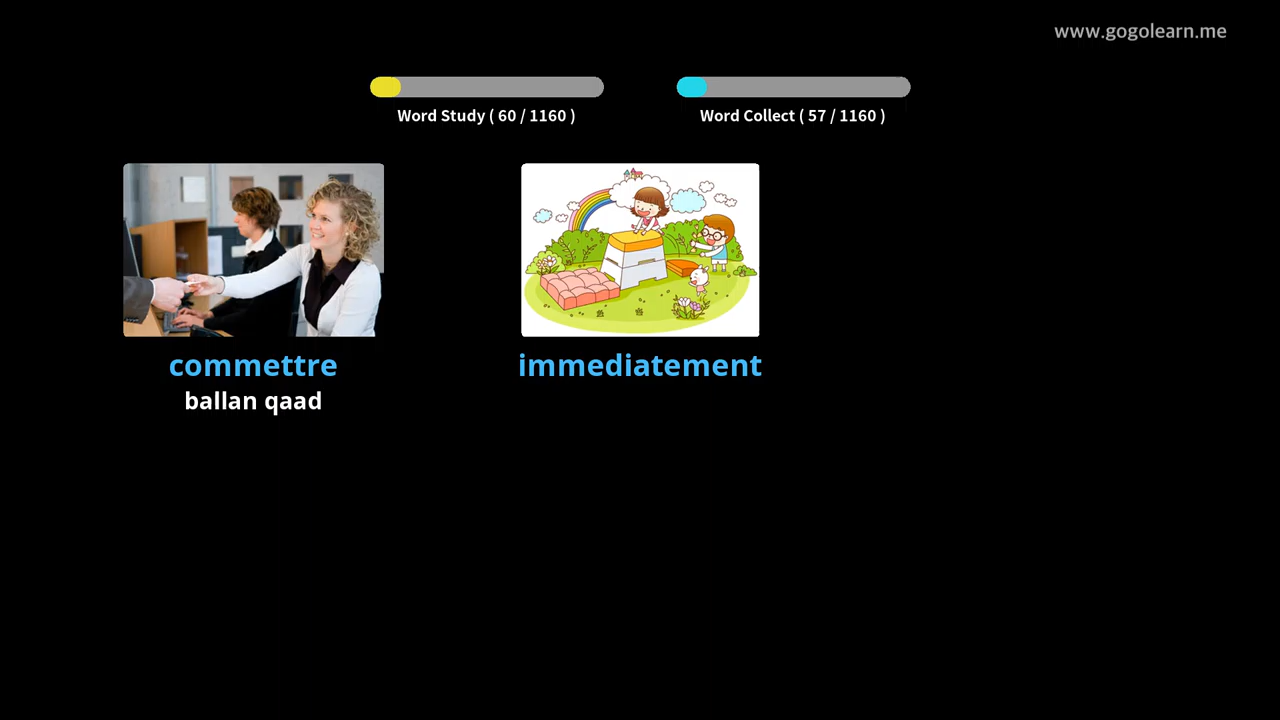 www.gogolearn.me
Word Study ( 60 / 1160 )
Word Collect ( 57 / 1160 )
commettre
ballan qaad
immediatement